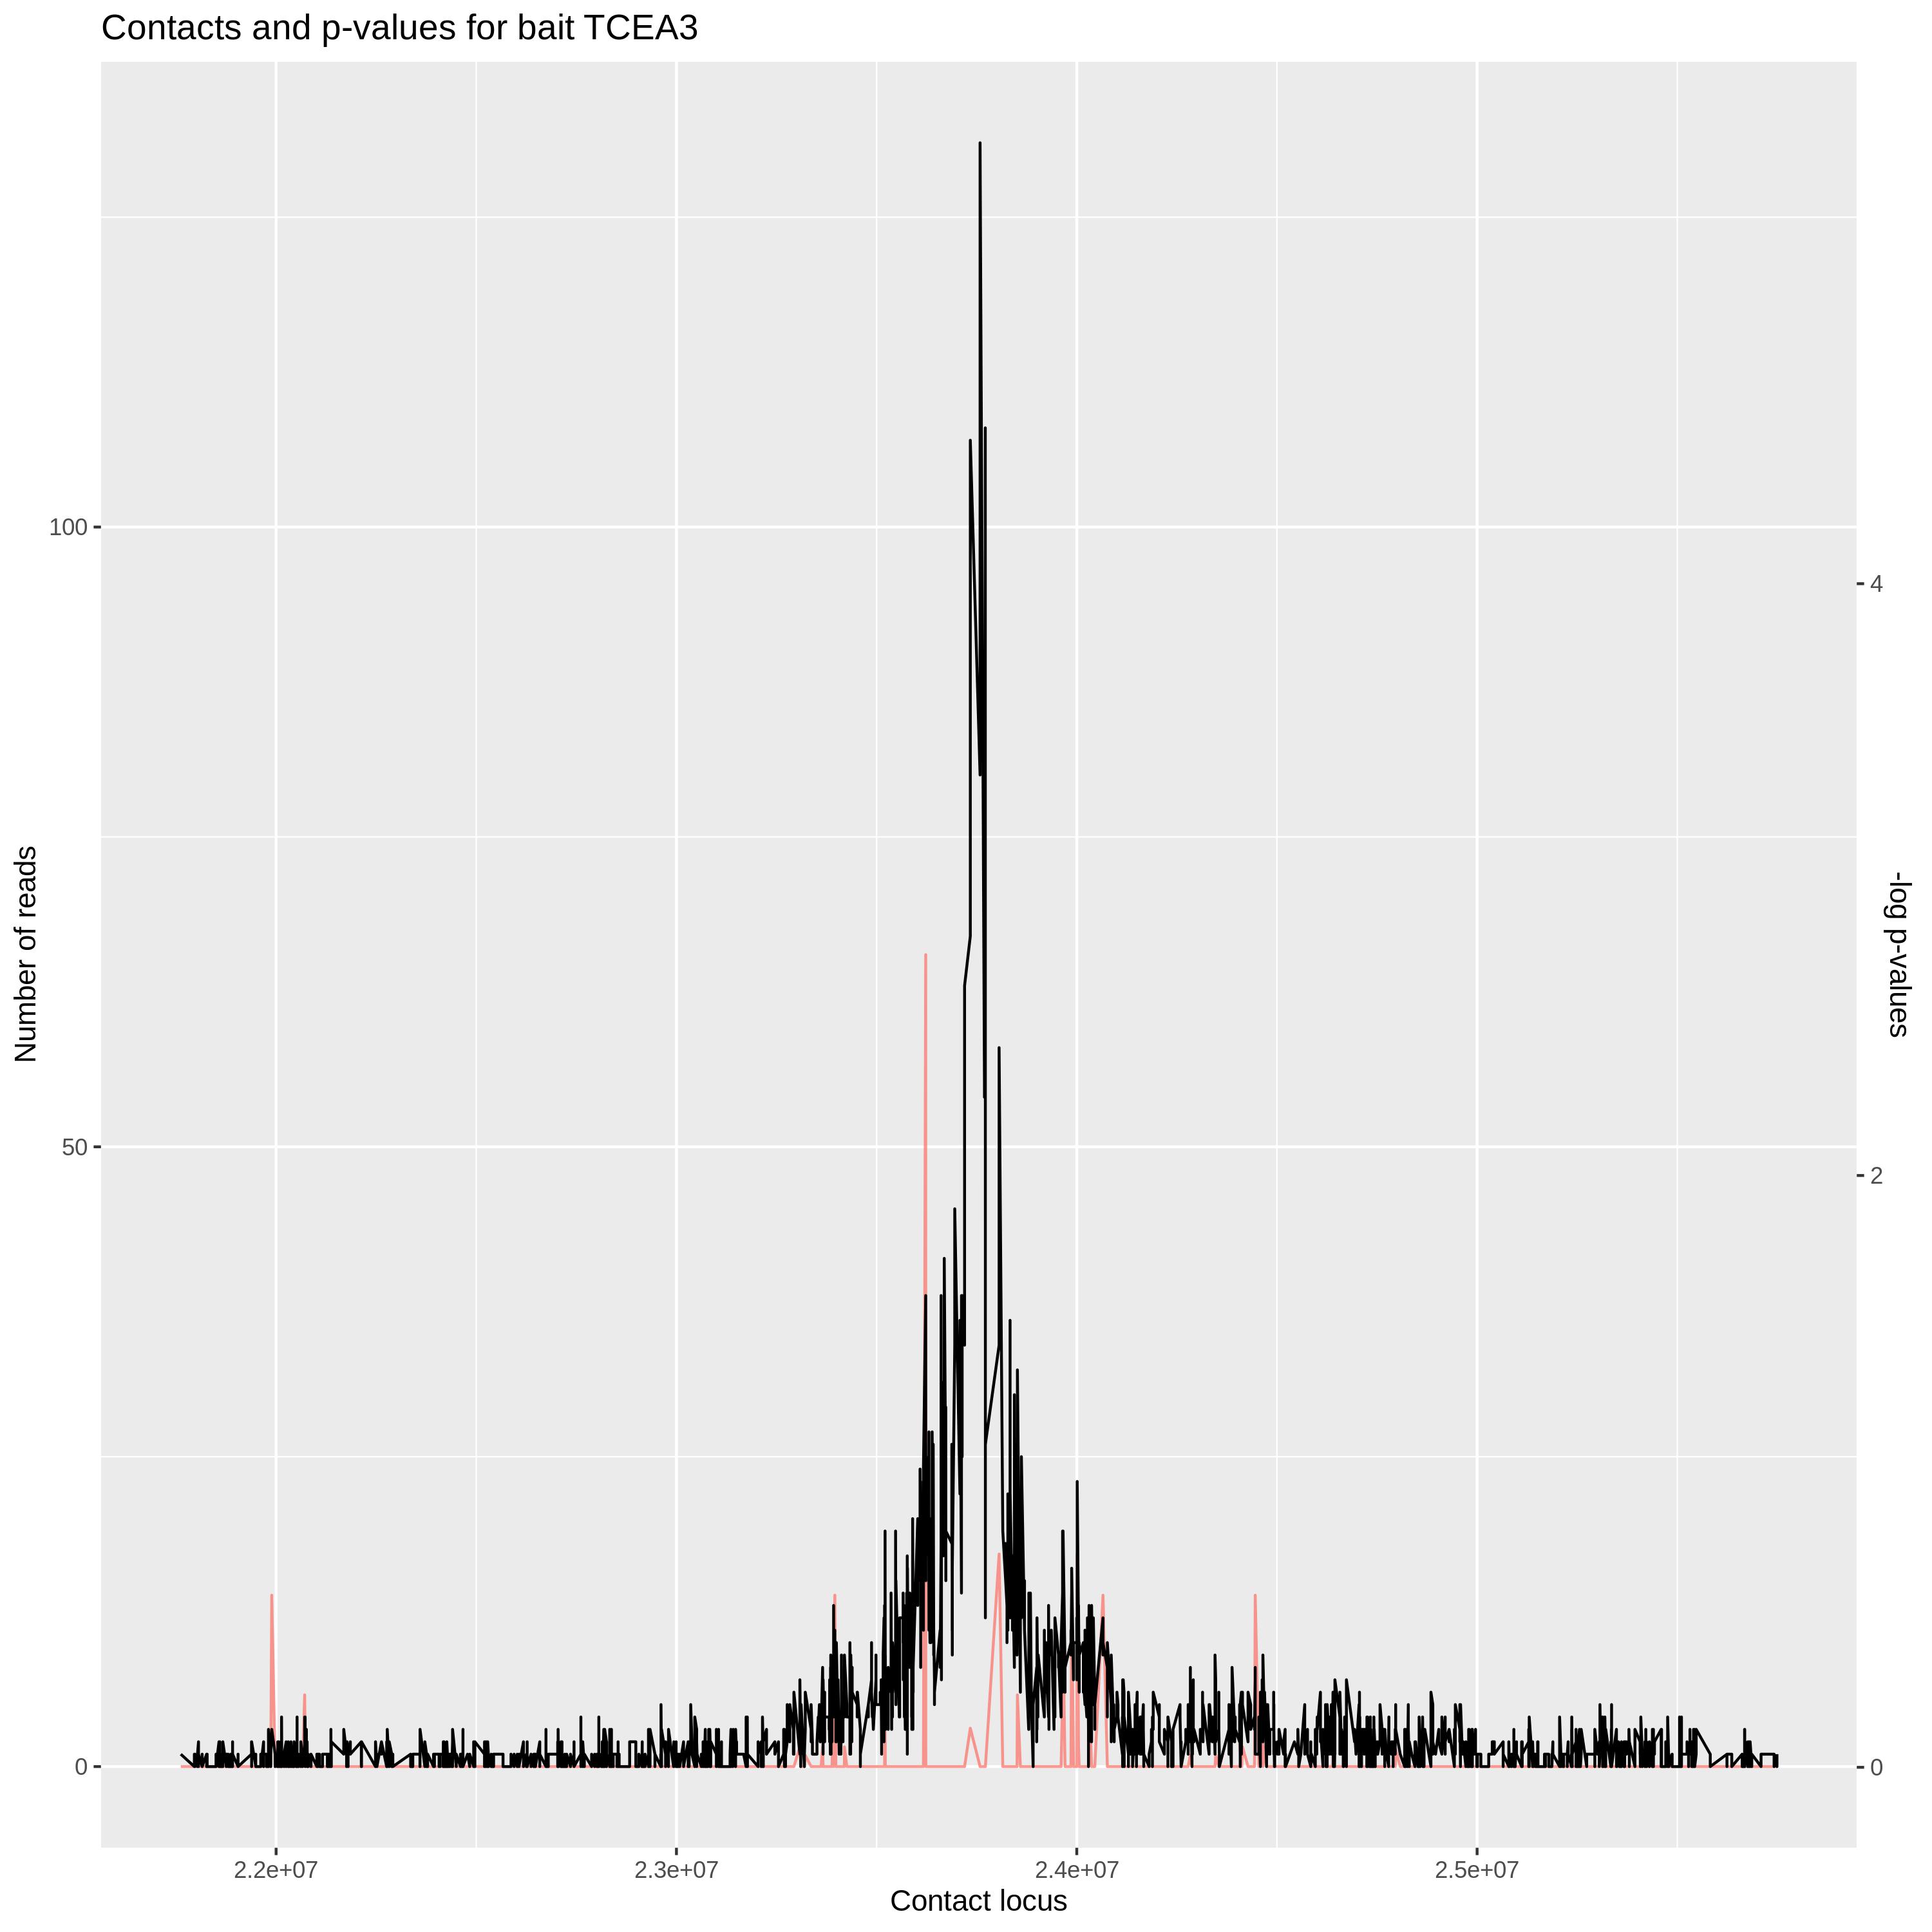 Contacts and p-values for bait TCEA3
100
50
0
Number of reads
4
2
0
-log p-values
2.2e+07
2.3e+07
2.4e+07
2.5e+07
Contact locus